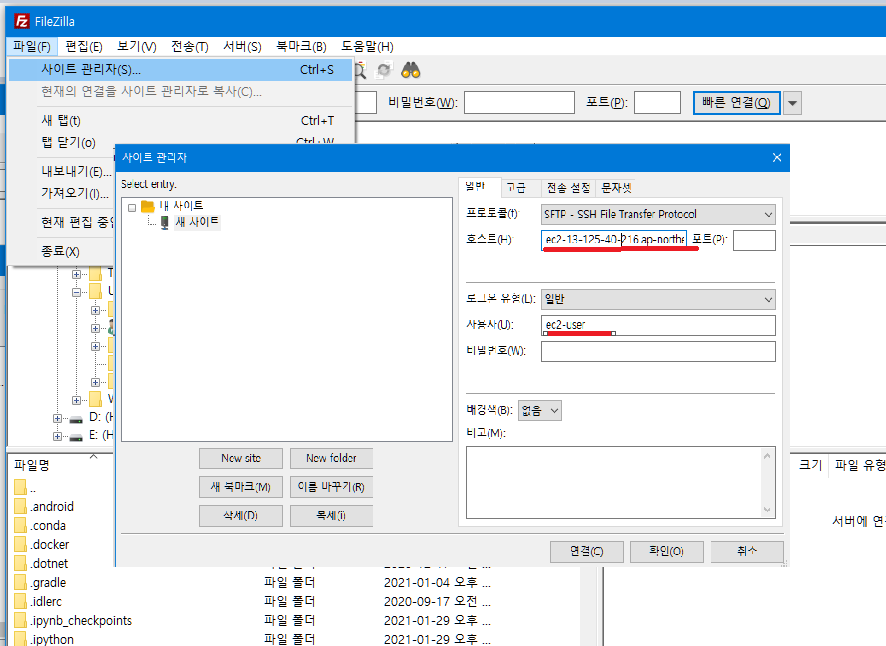 FileZilla
파일(F) 편집(E) 보기(V) 전송(T) 서버(S) 북마크(B) 도움말(H)
사이트 관리자(S)... Ctrl+S
현재의 연결을 사이트 관리자로 복사(C)...
비밀번호(W): 포트(P): 빠른 연결(Q)
새 탭(t) Ctrl+T
탭 닫기(o) Ctrl+W
내보내기(E)...
가져오기(I)...
현재 편집 중인
종료(X)
사이트 관리자
Select entry:
내 사이트
새 사이트
New site New folder
새 북마크(M) 이름 바꾸기(R)
삭제(D) 복제(i)
일반 고급 전송 설정 문자셋
프로토콜(t): SFTP - SSH File Transfer Protocol
호스트(H): ec2-13-125-40-216.ap-northe 포트(P):
로그온 유형(L): 일반
사용자(U): ec2-user
비밀번호(W):
배경색(B): 없음
비고(M):
연결(C) 확인(O) 취소
D: (H
E: (H
파일명
크기 파일 유형
서버에 연
..
.android
.conda
.docker
.dotnet
.gradle 파일 폴더 2021-01-04 오후 ...
.idlerc 파일 폴더 2020-09-17 오전 ...
.ipynb_checkpoints 파일 폴더 2021-01-29 오후 ...
.ipython 파일 폴더 2021-01-29 오후 ...